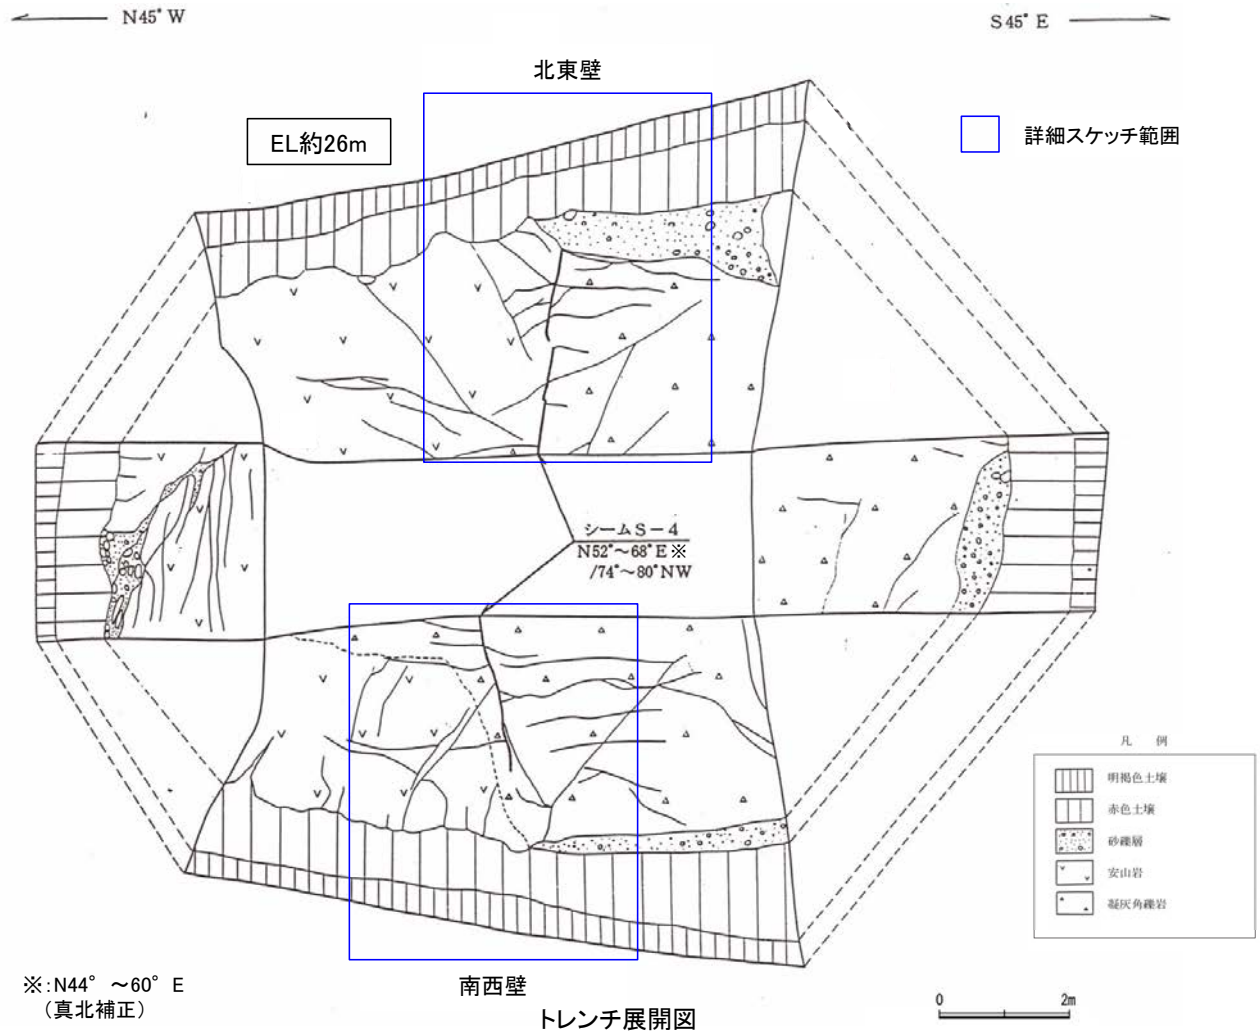 N45°W
S45°E
北東壁
EL約26m
詳細スケッチ範囲
シームS－4
N52°～68°E※
/74°～80°NW
凡 例
明褐色土壌
赤色土壌
砂礫層
安山岩
凝灰角礫岩
※:N44°～60°E
（真北補正）
南西壁
トレンチ展開図
0 2m